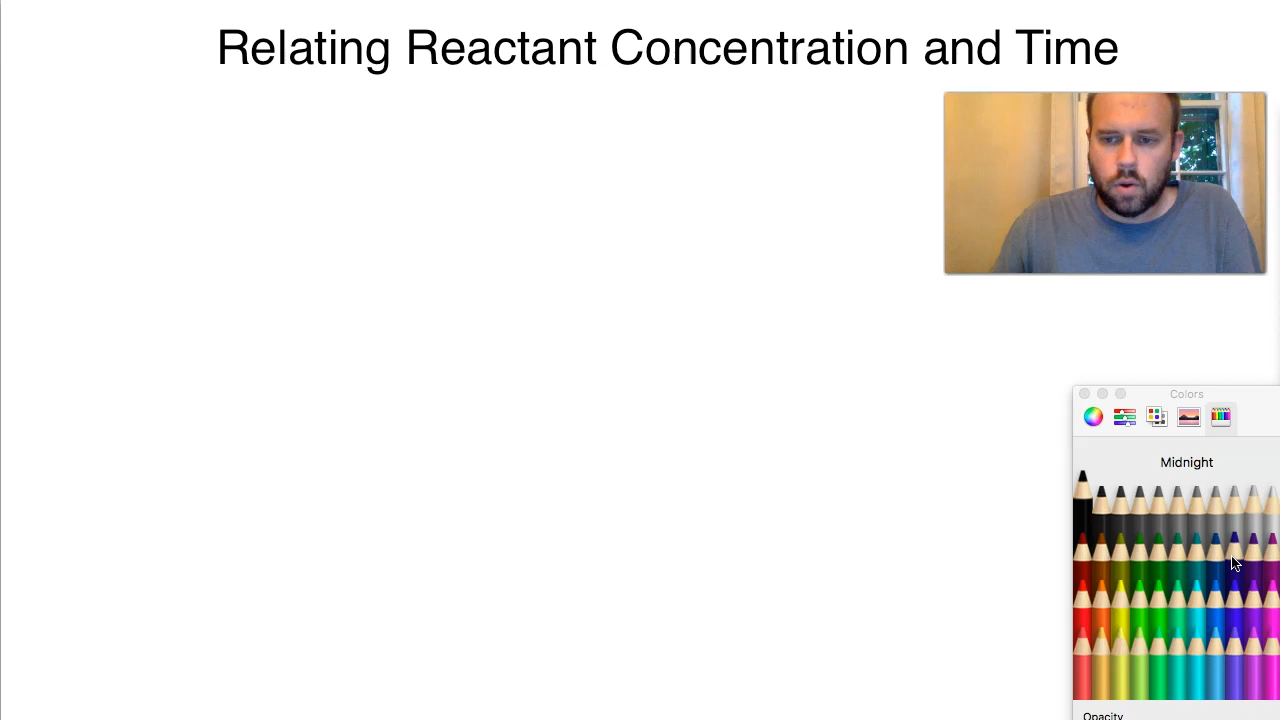 Relating Reactant Concentration and Time
Colors
Midnight
Opacity